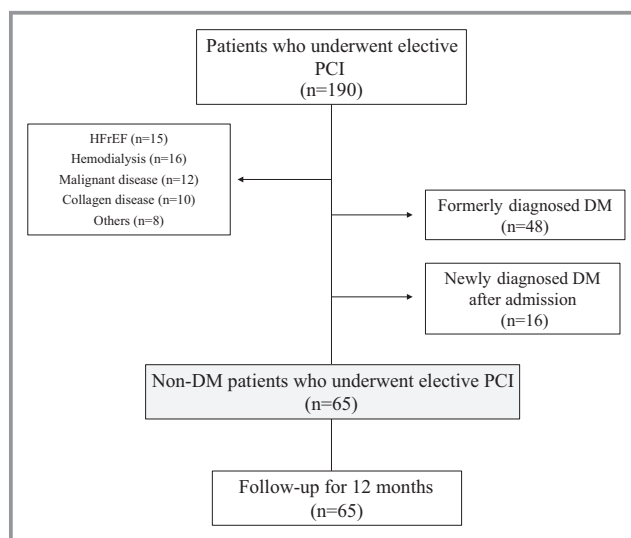 Patients who underwent elective
PCI
(n=190)
HFrEF (n=15)
Hemodialysis (n=16)
Malignant disease (n=12)
Collagen disease (n=10)
Others (n=8)
Formerly diagnosed DM
(n=48)
Newly diagnosed DM
after admission
(n=16)
Non-DM patients who underwent elective PCI
(n=65)
Follow-up for 12 months
(n=65)